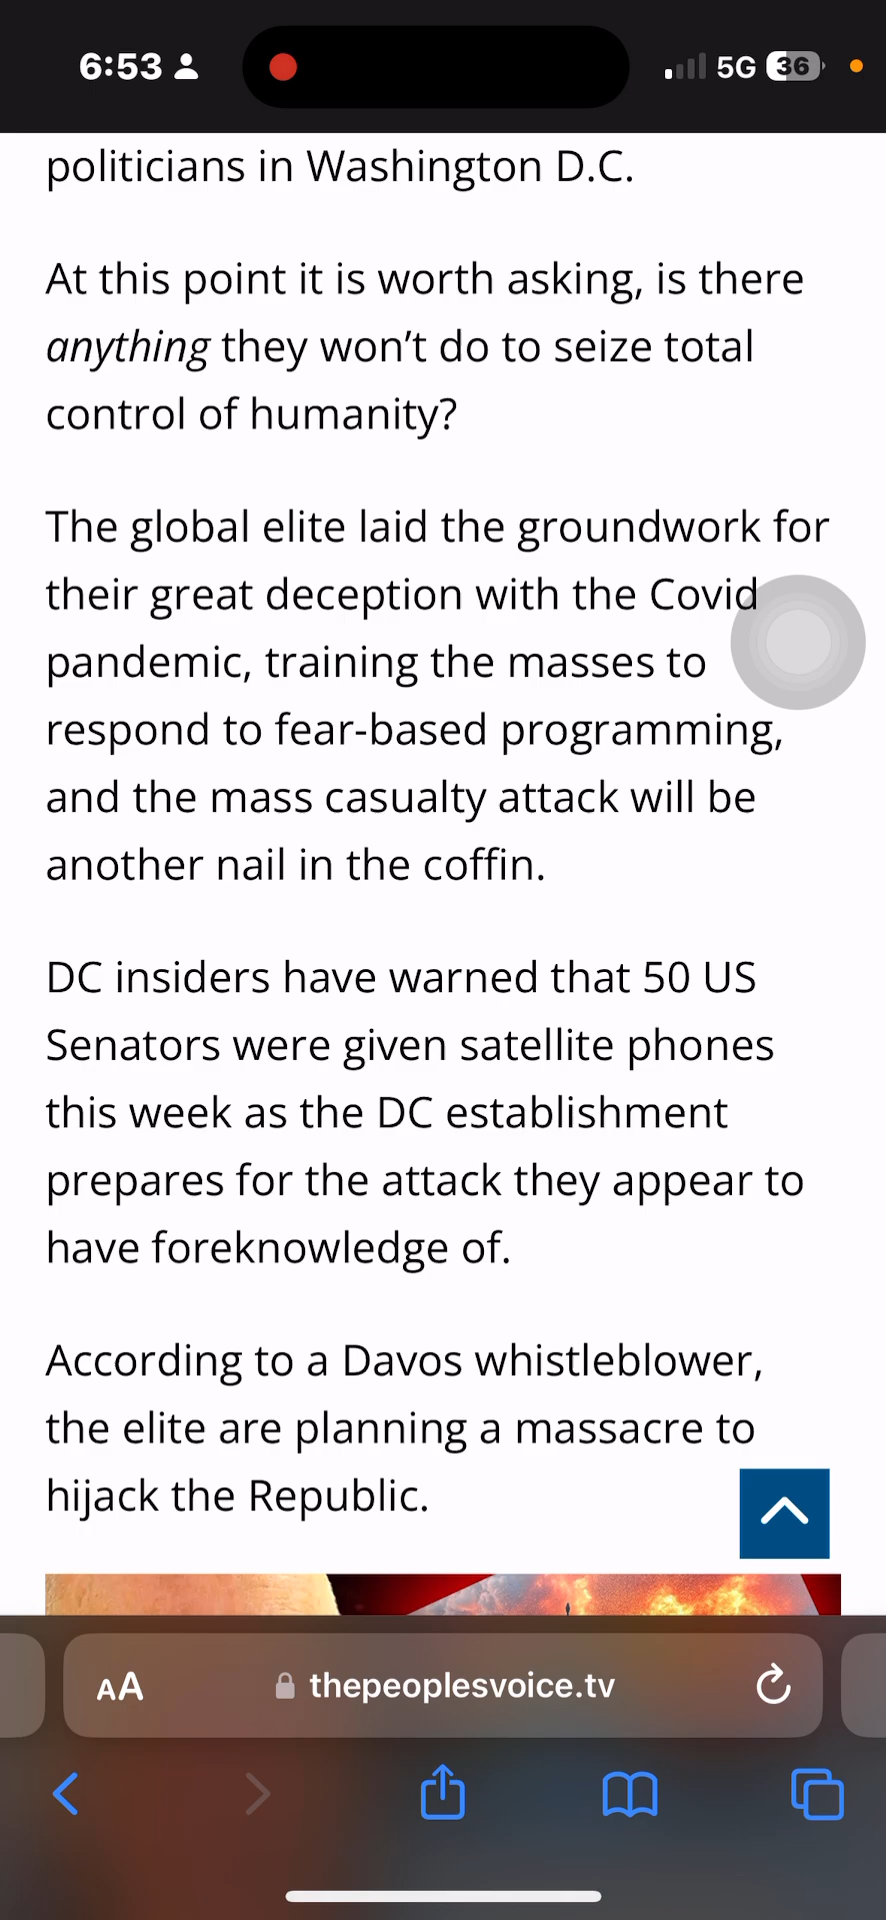 6:53
5G 36
politicians in Washington D.C.
At this point it is worth asking, is there
anything they won’t do to seize total
control of humanity?
The global elite laid the groundwork for
their great deception with the Covid
pandemic, training the masses to
respond to fear-based programming,
and the mass casualty attack will be
another nail in the coffin.
DC insiders have warned that 50 US
Senators were given satellite phones
this week as the DC establishment
prepares for the attack they appear to
have foreknowledge of.
According to a Davos whistleblower,
the elite are planning a massacre to
hijack the Republic.
AA thepeoplesvoice.tv